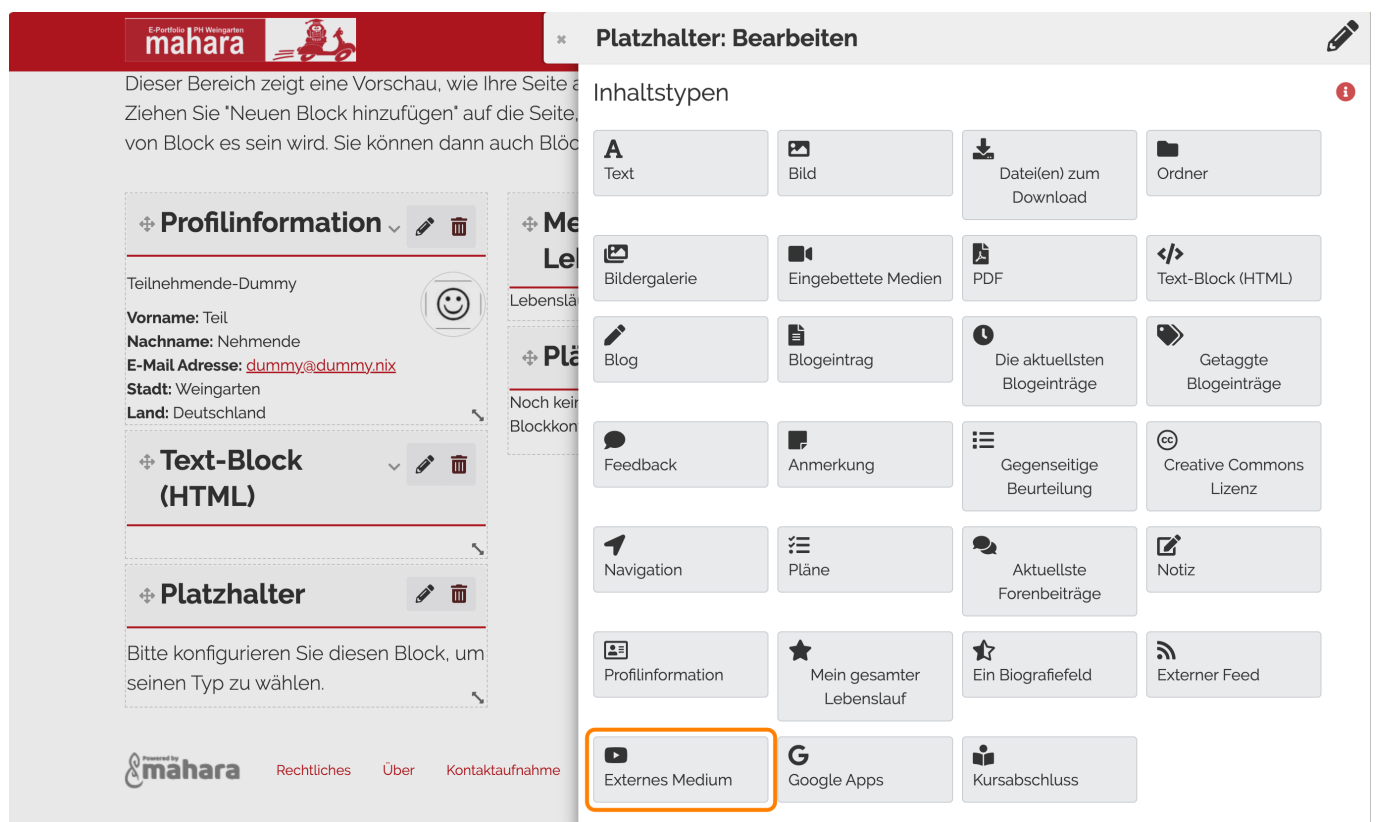 E-Portfolio PH Weingarten
mahara
Dieser Bereich zeigt eine Vorschau, wie Ihre Seite a
Ziehen Sie "Neuen Block hinzufügen" auf die Seite,
von Block es sein wird. Sie können dann auch Blöc
Profilinformation
Teilnehmende-Dummy
Vorname: Teil
Nachname: Nehmende
E-Mail Adresse: dummy@dummy.nix
Stadt: Weingarten
Land: Deutschland
Text-Block
(HTML)
Platzhalter
Bitte konfigurieren Sie diesen Block, um
seinen Typ zu wählen.
Me
Leb
Lebenslä
Plä
Noch kein
Blockkon
Powered by
mahara
Rechtliches Über Kontaktaufnahme
× Platzhalter: Bearbeiten
Inhaltstypen
Text
Bild
Datei(en) zum
Download
Ordner
Bildergalerie
Eingebettete Medien
PDF
Text-Block (HTML)
Blog
Blogeintrag
Die aktuellsten
Blogeinträge
Getaggte
Blogeinträge
Feedback
Anmerkung
Gegenseitige
Beurteilung
Creative Commons
Lizenz
Navigation
Pläne
Aktuellste
Forenbeiträge
Notiz
Profilinformation
Mein gesamter
Lebenslauf
Ein Biografiefeld
Externer Feed
Externes Medium
Google Apps
Kursabschluss